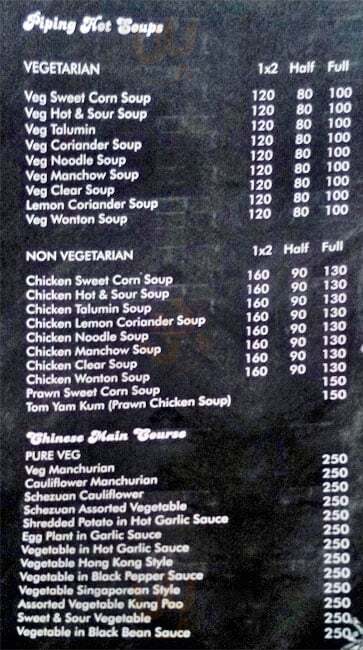 Piping Hot Soups
VEGETARIAN 1x2 Half Full
Veg Sweet Corn Soup 120 80 100
Veg Hot & Sour Soup 120 80 100
Veg Talumin 120 80 100
Veg Coriander Soup 120 80 100
Veg Noodle Soup 120 80 100
Veg Manchow Soup 120 80 100
Veg Clear Soup 120 80 100
Lemon Coriander Soup 120 80 100
Veg Wonton Soup 120 80 100
NON VEGETARIAN 1x2 Half Full
Chicken Sweet Corn Soup 160 90 130
Chicken Hot & Sour Soup 160 90 130
Chicken Talumin Soup 160 90 130
Chicken Lemon Coriander Soup 160 90 130
Chicken Noodle Soup 160 90 130
Chicken Manchow Soup 160 90 130
Chicken Clear Soup 160 90 130
Chicken Wonton Soup 160 90 130
Prawn Sweet Corn Soup 150
Tom Yam Kum (Prawn Chicken Soup) 150
Chinese Main Course
PURE VEG
Veg Manchurian 250
Cauliflower Manchurian 250
Schezuan Cauliflower 250
Schezuan Assorted Vegetable 250
Shredded Potato in Hot Garlic Sauce 250
Egg Plant in Garlic Sauce 250
Vegetable in Hot Garlic Sauce 250
Vegetable Hong Kong Style 250
Vegetable in Black Pepper Sauce 250
Vegetable Singaporean Style 250
Assorted Vegetable Kung Pao 250
Sweet & Sour Vegetable 250
Vegetable in Black Bean Sauce 250